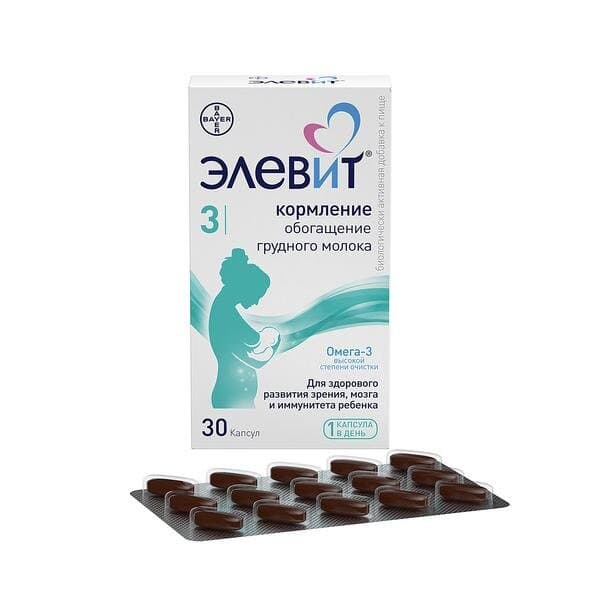 BAYER
BAYER
ЭЛЕВИТ®
3
кормление
обогащение
грудного молока
биологически активная добавка к пище
Омега-3
ВЫСОКОЙ
СТЕПЕНИ ОЧИСТКИ
Для здорового
развития зрения, мозга
и иммунитета ребенка
30 Капсул
1 КАПСУЛА
В ДЕНЬ